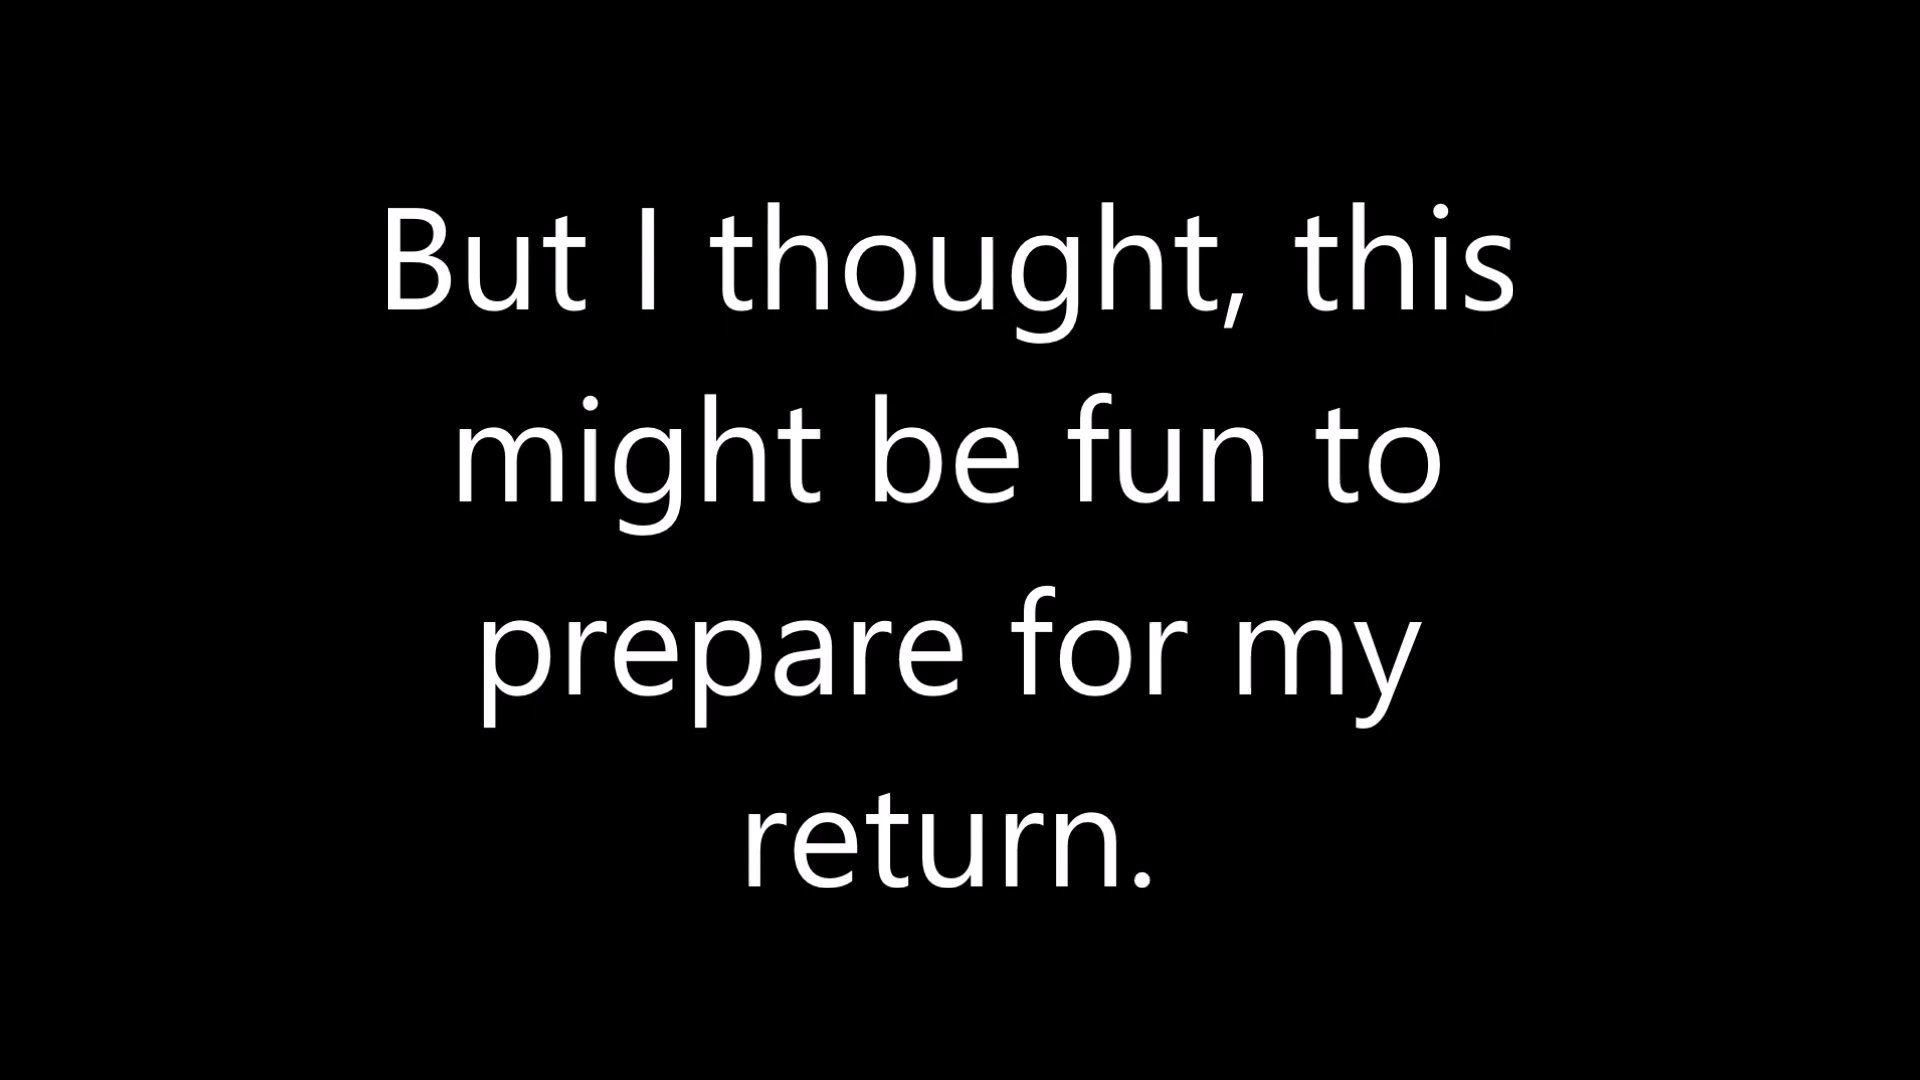 But I thought, this
might be fun to
prepare for my
return.